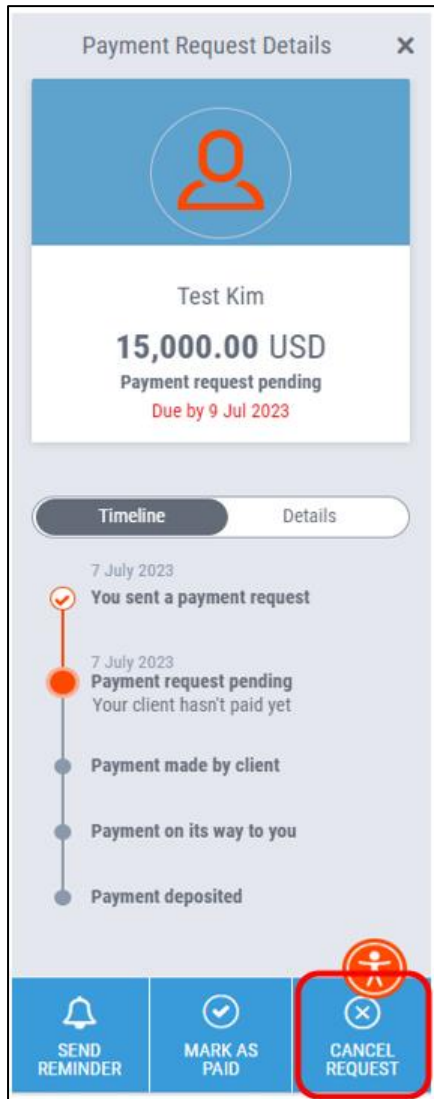 Payment Request Details
Test Kim
15,000.00 USD
Payment request pending
Due by 9 Jul 2023
Timeline
Details
7 July 2023
You sent a payment request
7 July 2023
Payment request pending
Your client hasn't paid yet
Payment made by client
Payment on its way to you
Payment deposited
SEND
REMINDER
MARK AS
PAID
CANCEL
REQUEST